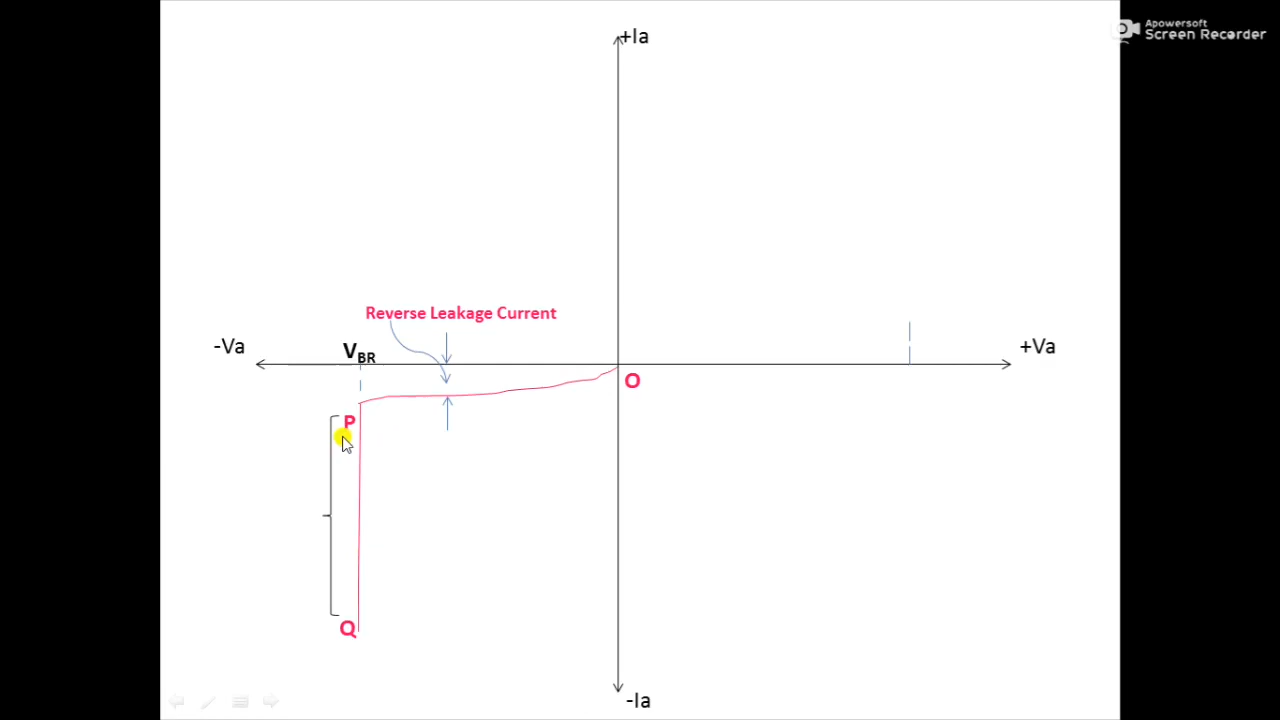 Apowersoft
Screen Recorder
+Ia
Reverse Leakage Current
-Va
VBR
+Va
O
P
Q
-Ia